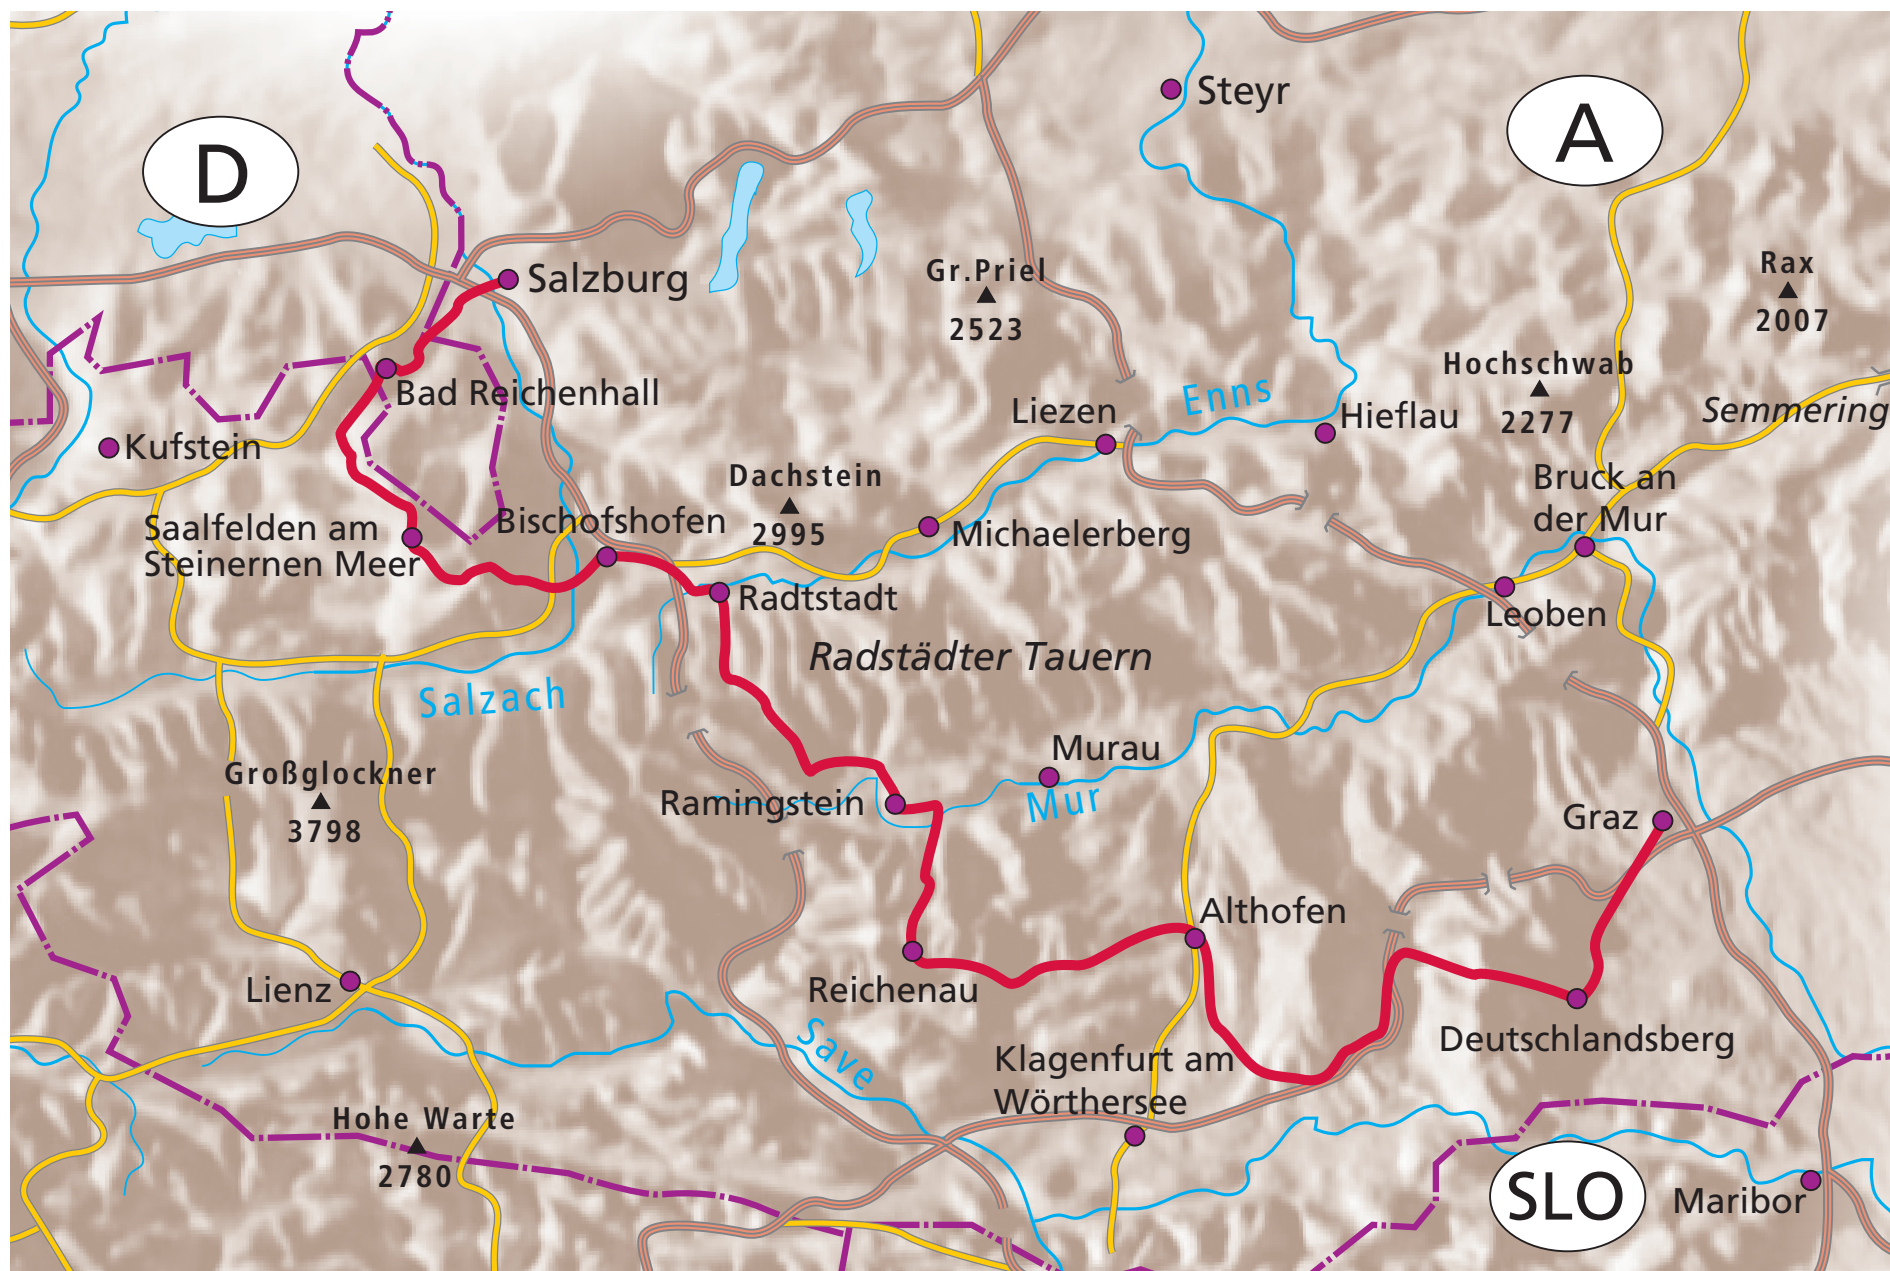 Steyr
A
D
Rax
2007
Gr.Priel
2523
Salzburg
Hochschwab
2277
Semmering
Enns
Bad Reichenhall
Liezen
Hieflau
Kufstein
Dachstein
2995
Bruck an
der Mur
Saalfelden am
Steinernen Meer
Bischofshofen
Michaelerberg
Radtstadt
Leoben
Radstädter Tauern
Salzach
Murau
Großglockner
3798
Ramingstein
Mur
Graz
Althofen
Lienz
Reichenau
Save
Klagenfurt am
Wörthersee
Deutschlandsberg
Hohe Warte
2780
SLO
Maribor